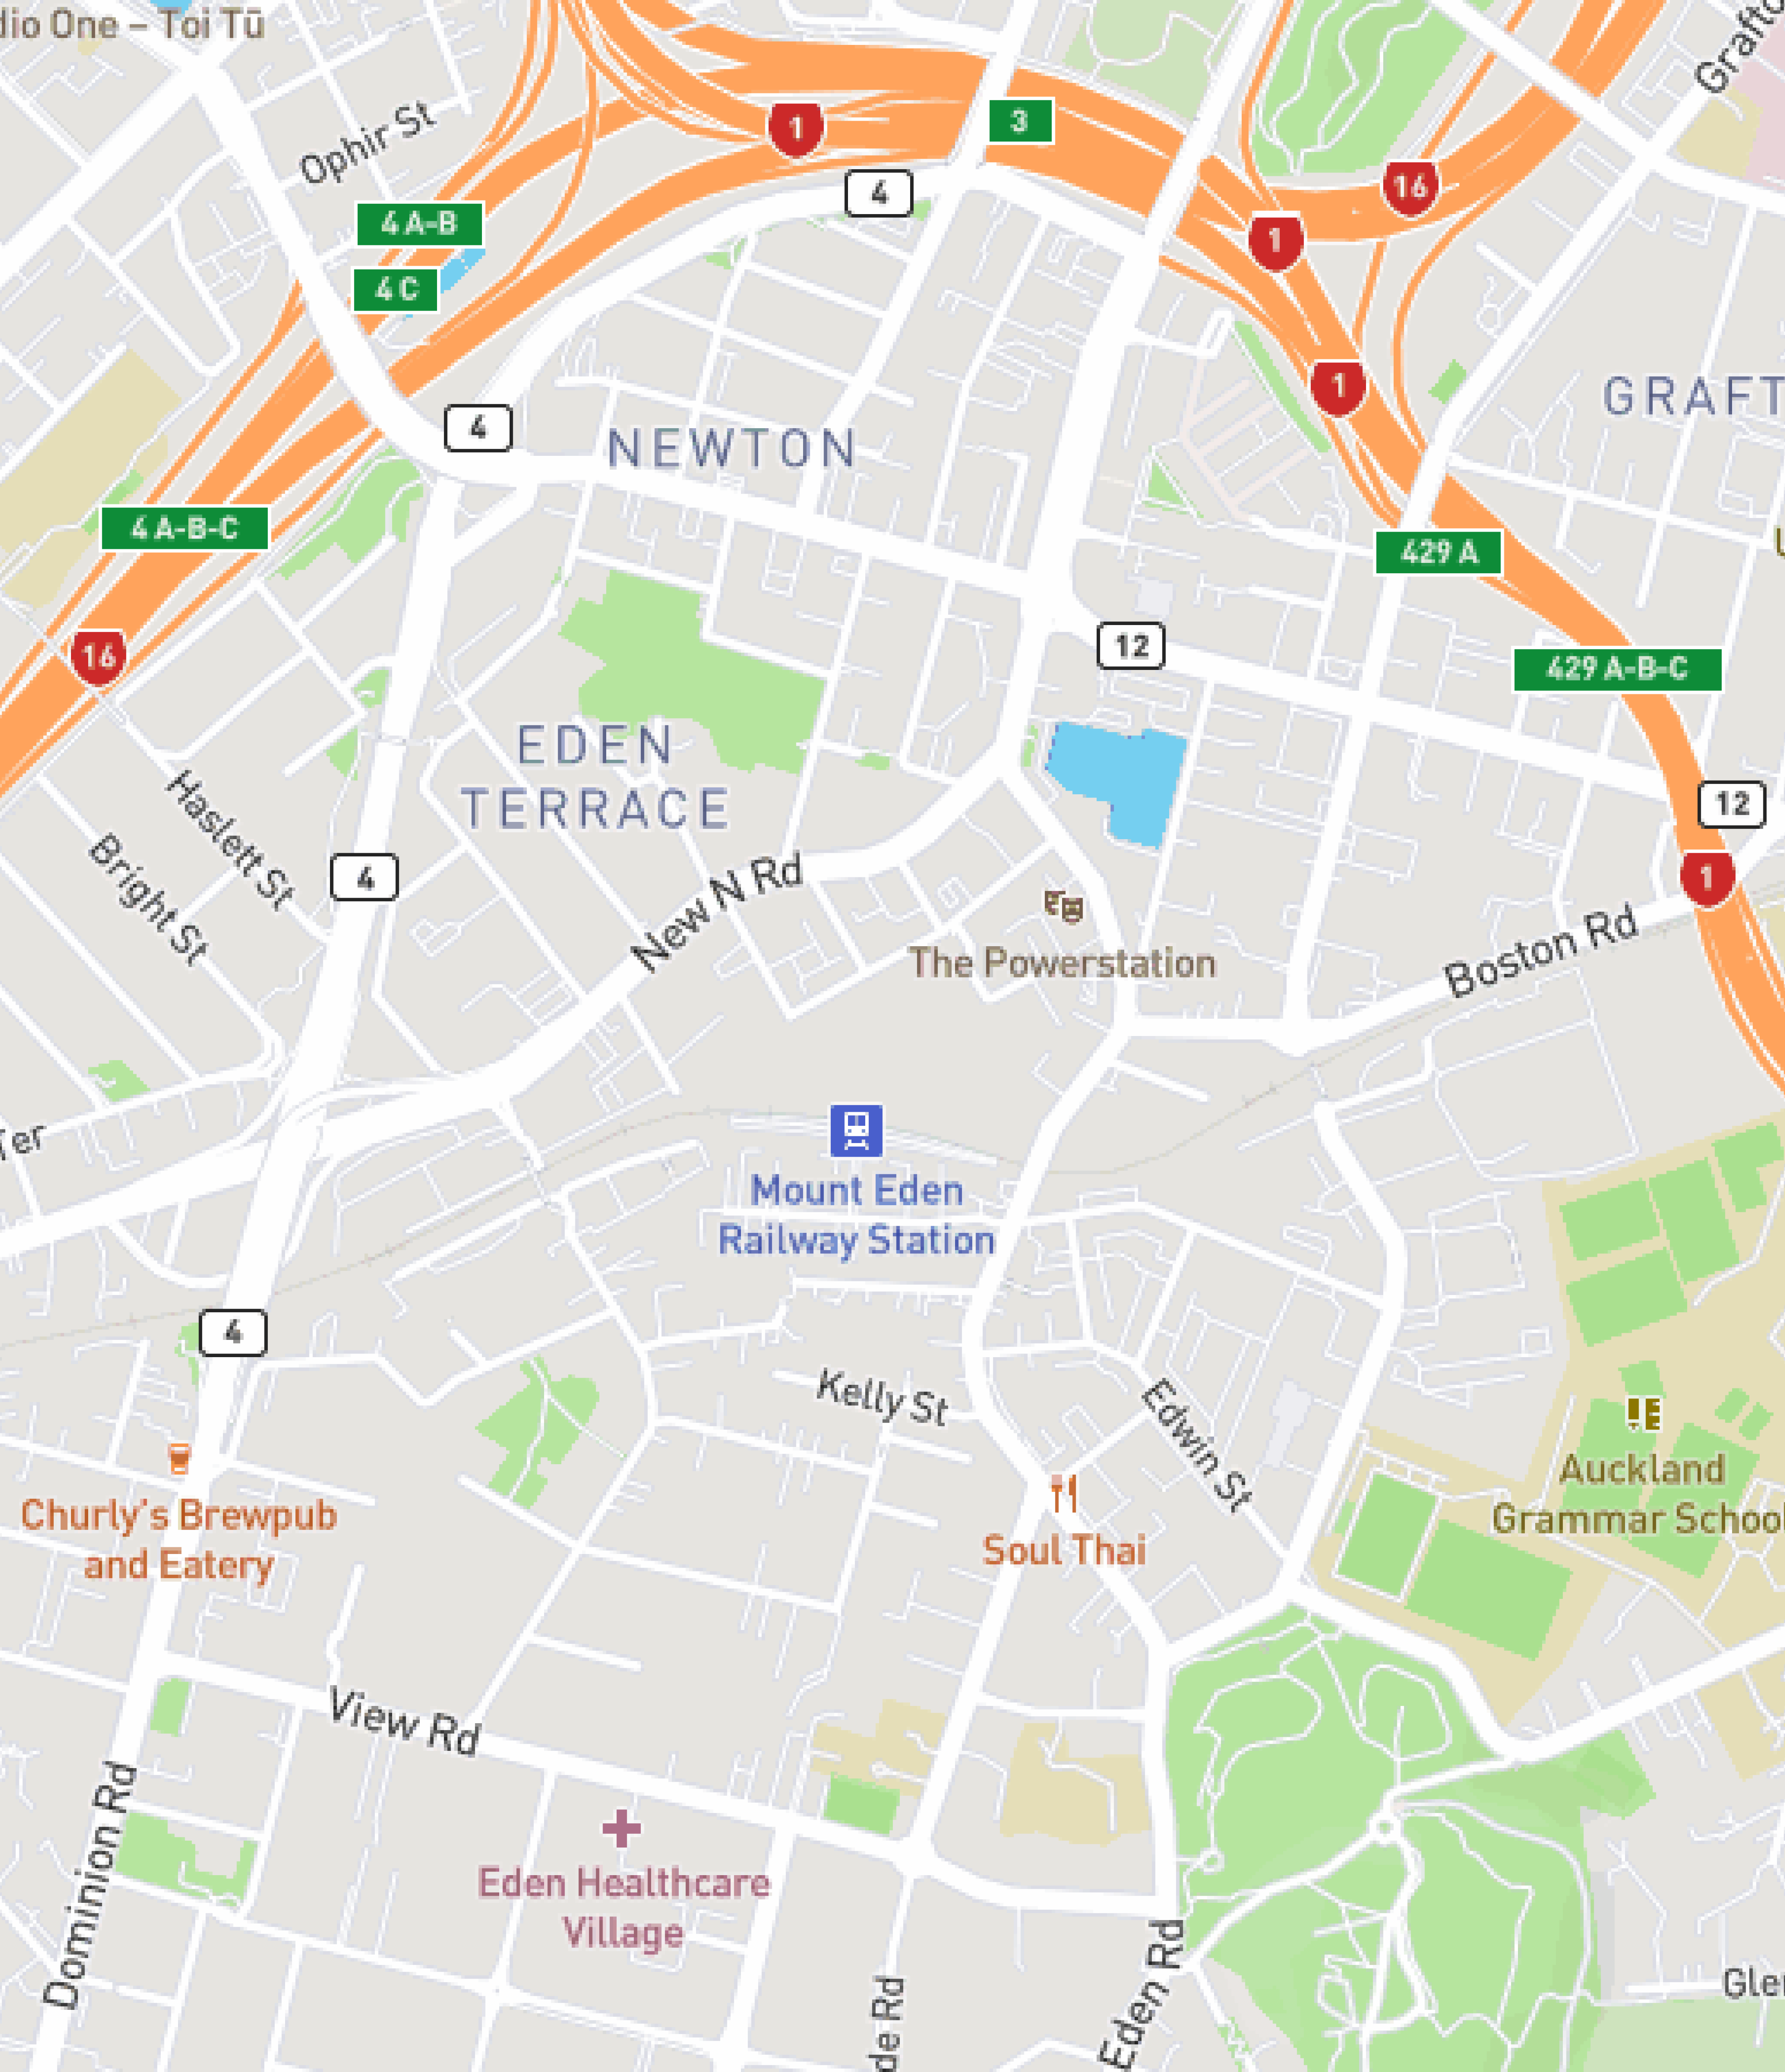 dio One – Toi Tū
Grafto
Ophir St
1
3
4
16
4 A-B
1
4 C
1
GRAFT
4
NEWTON
4 A-B-C
429 A
12
16
429 A-B-C
EDEN
TERRACE
12
Haslett St
Bright St
4
New N Rd
1
The Powerstation
Boston Rd
Ter
Mount Eden
Railway Station
4
Kelly St
Edwin St
Auckland
Grammar School
Churly's Brewpub
and Eatery
Soul Thai
View Rd
Dominion Rd
Eden Healthcare
Village
Eden Rd
de Rd
Gle